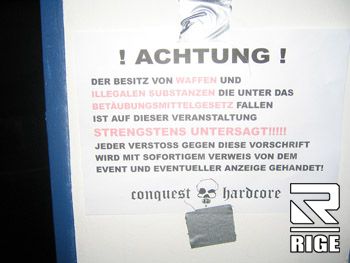 ! ACHTUNG !
DER BESITZ VON WAFFEN UND
ILLEGALEN SUBSTANZEN DIE UNTER DAS
BETÄUBUNGSMITTELGESETZ FALLEN
IST AUF DIESER VERANSTALTUNG
STRENGSTENS UNTERSAGT!!!!!
JEDER VERSTOSS GEGEN DIESE VORSCHRIFT
WIRD MIT SOFORTIGEM VERWEIS VON DEM
EVENT UND EVENTUELLER ANZEIGE GEHANDET!
conquest hardcore
RIGE